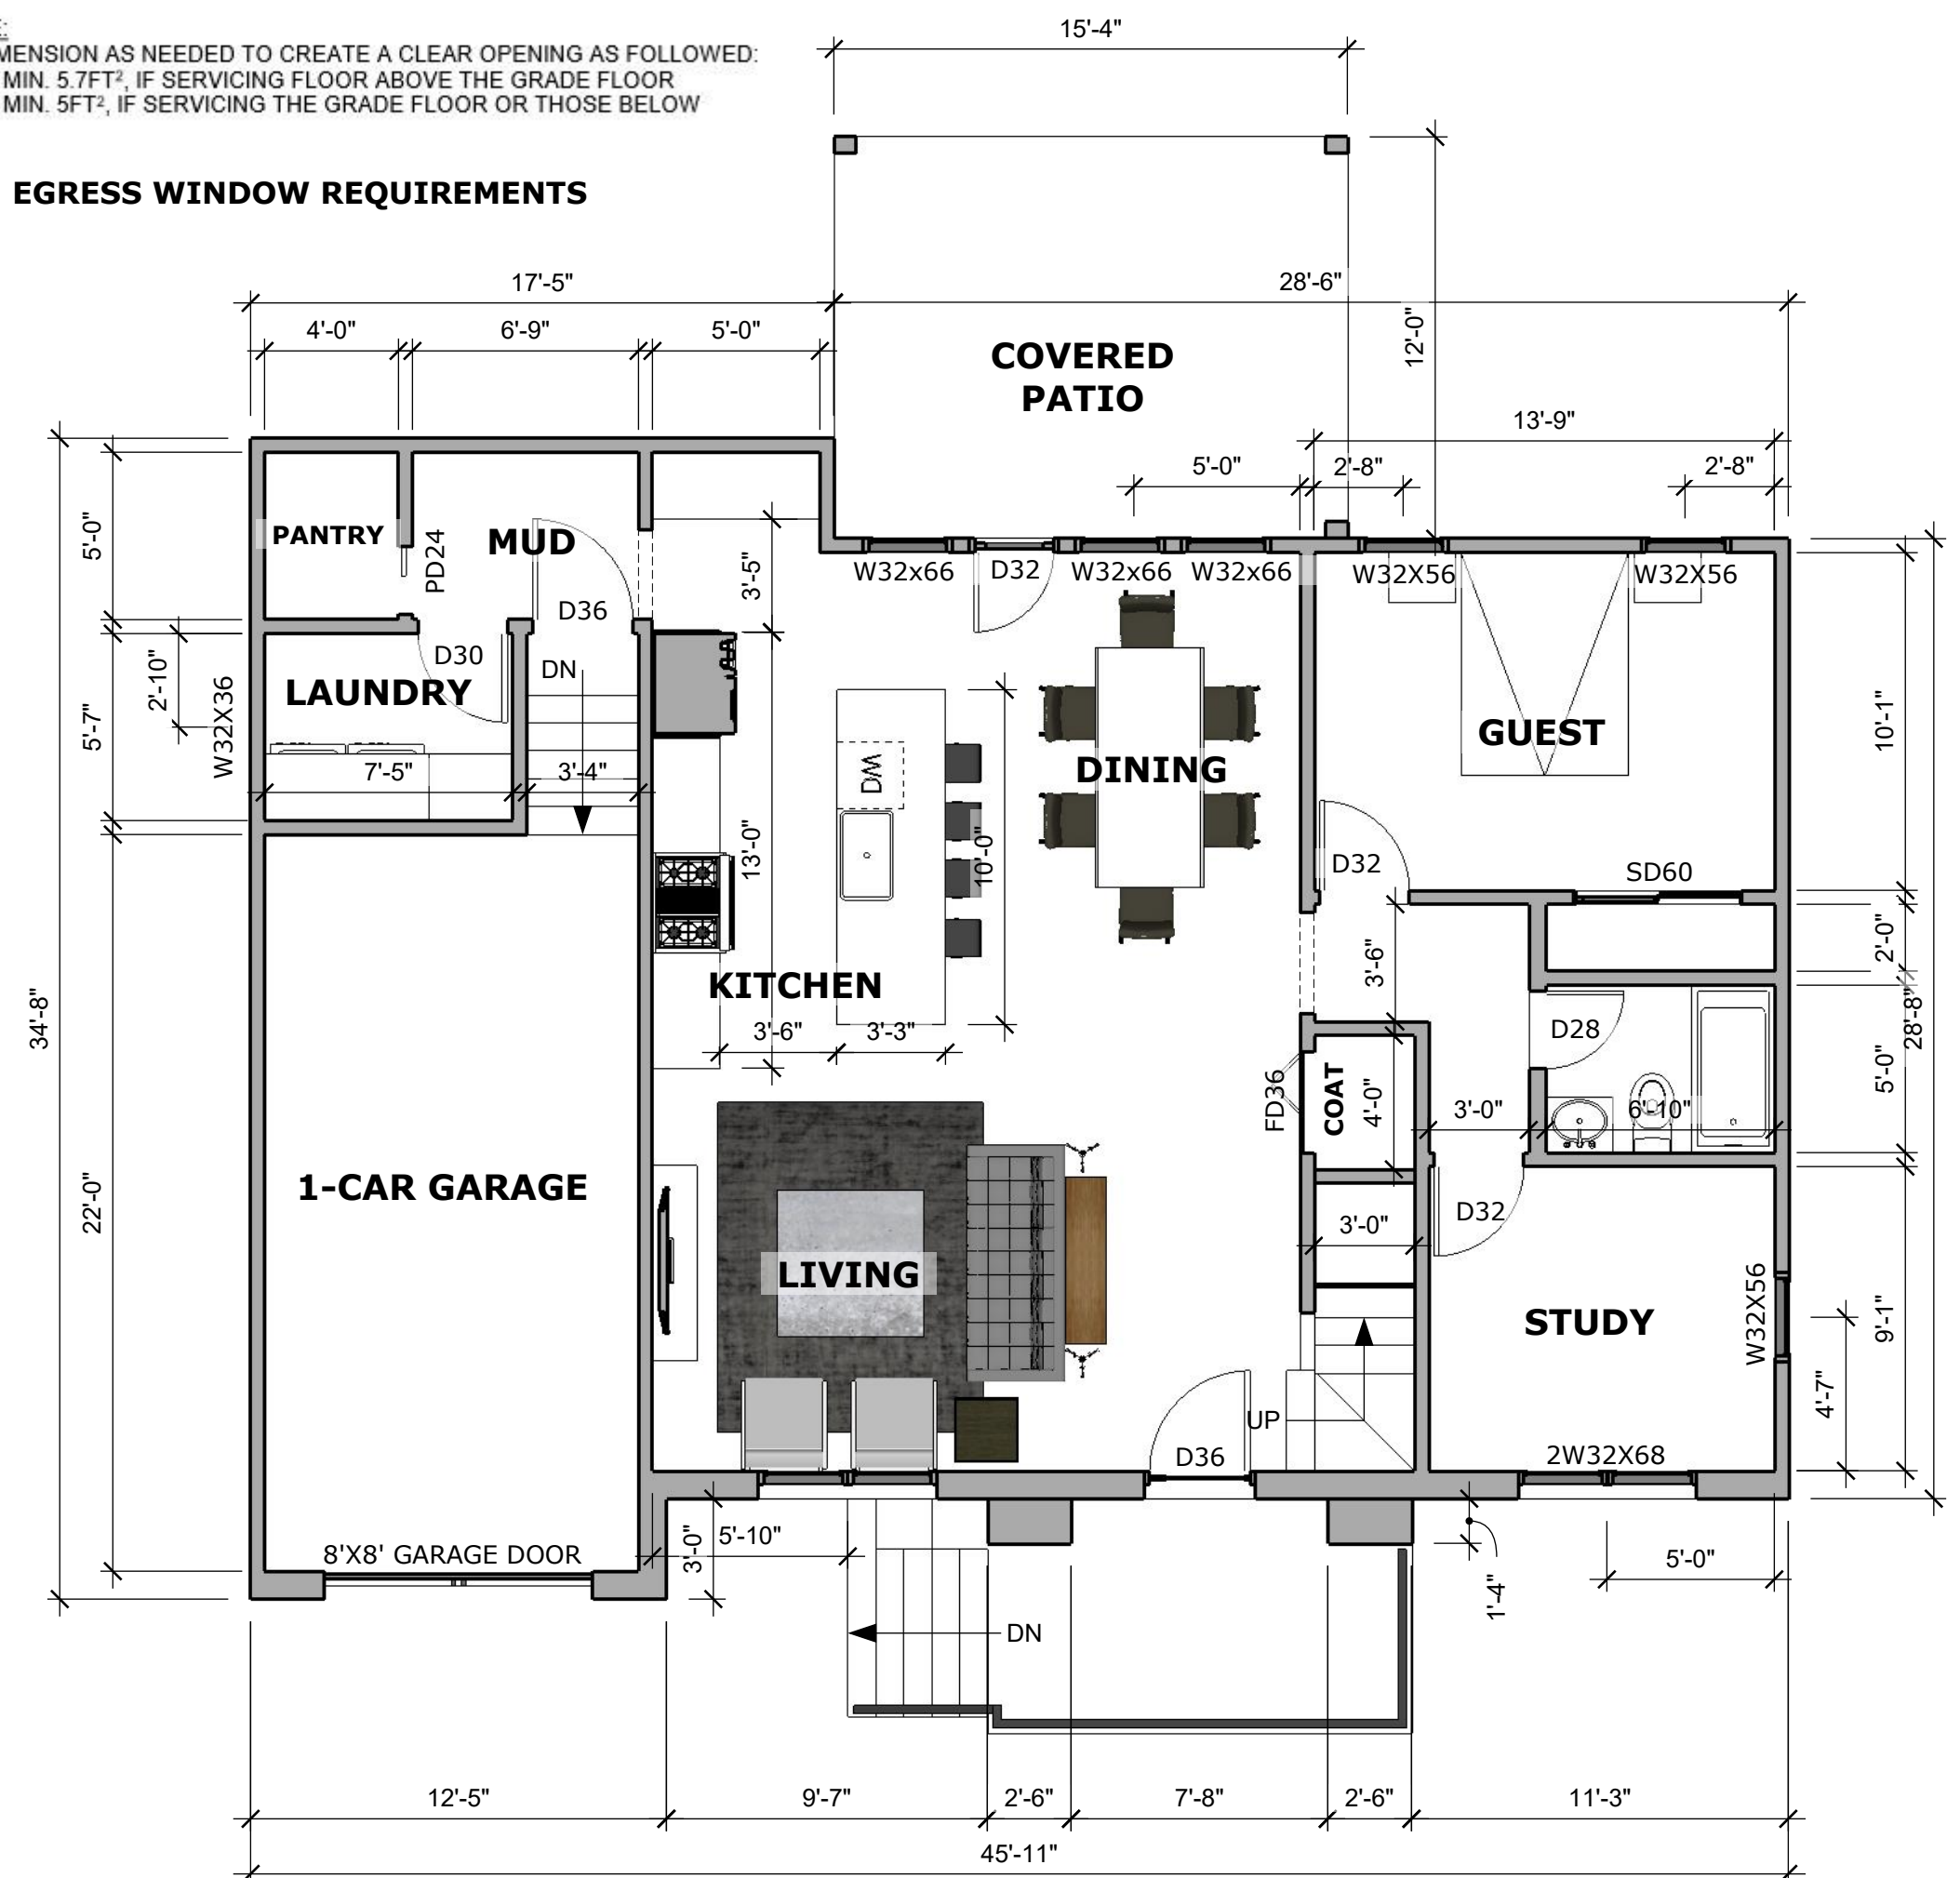 E:
MENSION AS NEEDED TO CREATE A CLEAR OPENING AS FOLLOWED:
MIN. 5.7FT², IF SERVICING FLOOR ABOVE THE GRADE FLOOR
MIN. 5FT², IF SERVICING THE GRADE FLOOR OR THOSE BELOW
EGRESS WINDOW REQUIREMENTS
15'-4"
17'-5"
28'-6"
4'-0"
6'-9"
5'-0"
12'-0"
COVERED
PATIO
13'-9"
5'-0"
2'-8"
2'-8"
5'-0"
PANTRY
PD24
MUD
D36
3'-5"
W32x66
D32
W32x66
W32x66
W32X56
W32X56
2'-10"
W32X36
D30
DN
LAUNDRY
5'-7"
7'-5"
3'-4"
DW
DINING
GUEST
10'-1"
13'-0"
10'-0"
D32
SD60
34'-8"
KITCHEN
3'-6"
3'-3"
3'-6"
2'-0"
28'-8"
D28
FD36
COAT
4'-0"
3'-0"
6'-10"
5'-0"
1-CAR GARAGE
22'-0"
LIVING
3'-0"
D32
STUDY
W32X56
9'-1"
4'-7"
UP
D36
2W32X68
8'X8' GARAGE DOOR
3'-0"
5'-10"
1'-4"
5'-0"
DN
12'-5"
9'-7"
2'-6"
7'-8"
2'-6"
11'-3"
45'-11"